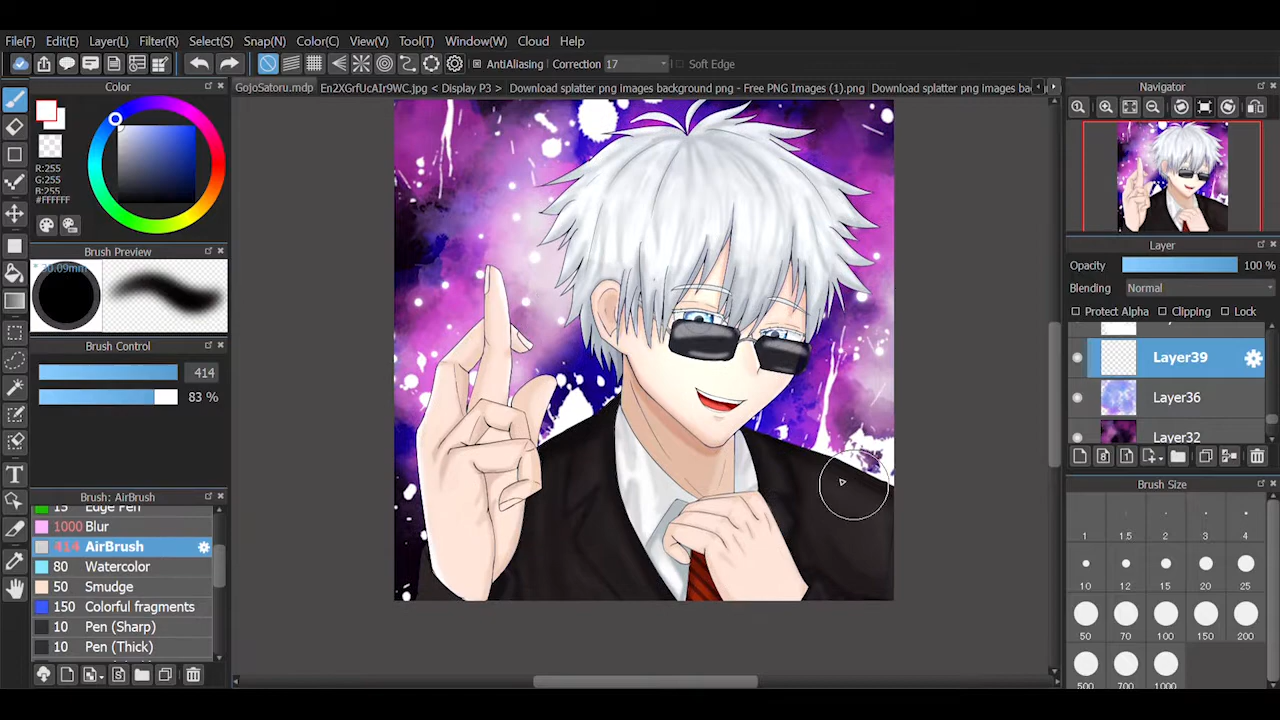 File(F) Edit(E) Layer(L) Filter(R) Select(S) Snap(N) Color(C) View(V) Tool(T) Window(W) Cloud Help
AntiAliasing Correction 17 Soft Edge
Color
GojoSatoru.mdp En2XGrfUcAIr9WC.jpg < Display P3 > Download splatter png images background png - Free PNG Images (1).png Download splatter png images
Navigator
R:255
G:255
B:255
#FFFFFF
Brush Preview
Layer
Opacity 100 %
Blending Normal
Protect Alpha Clipping Lock
Brush Control
414
83 %
Layer39
Layer36
Layer32
Brush Size
1 1.5 2 3 4
10 12 15 20 25
50 70 100 150 200
500 700 1000
Brush: AirBrush
15 Edge Pen
1000 Blur
414 AirBrush
80 Watercolor
50 Smudge
150 Colorful fragments
10 Pen (Sharp)
10 Pen (Thick)
T